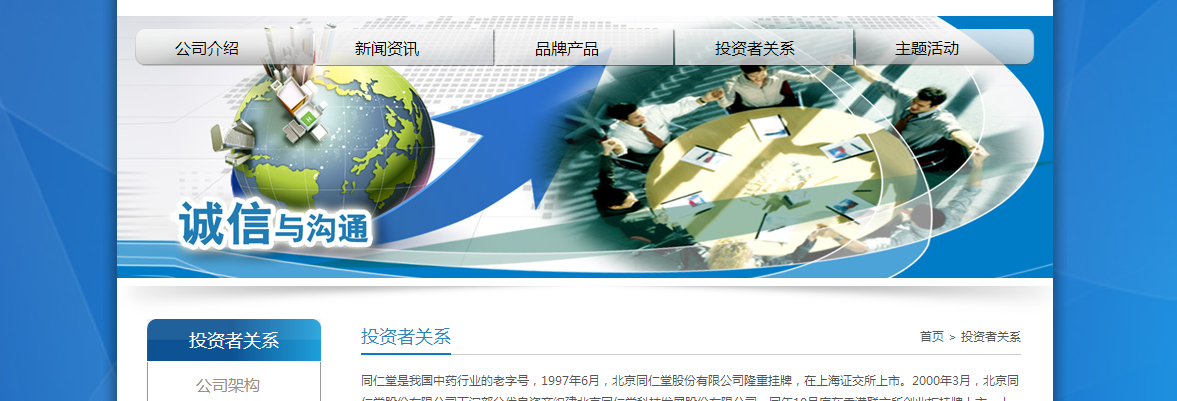 公司介绍 新闻资讯 品牌产品 投资者关系 主题活动
诚信与沟通
投资者关系
投资者关系
首页 > 投资者关系
公司架构
同仁堂是我国中药行业的老字号，1997年6月，北京同仁堂股份有限公司隆重挂牌，在上海证交所上市。2000年3月，北京同